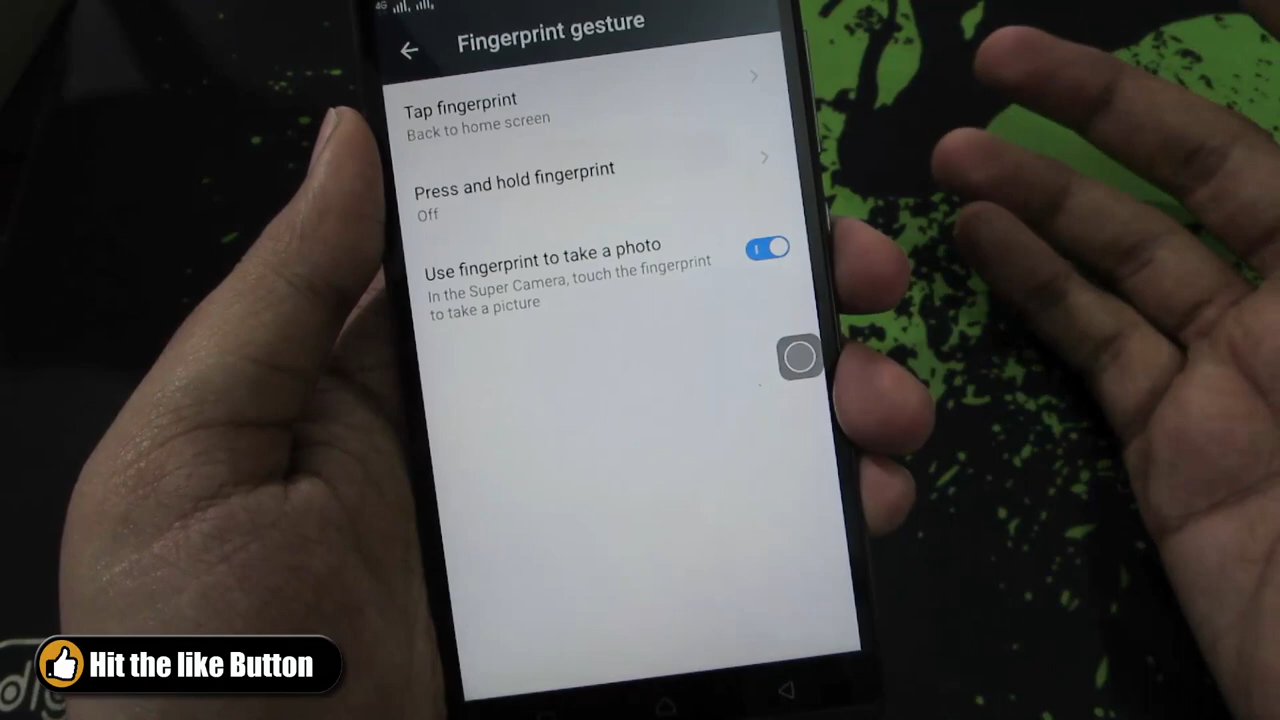 4G
Fingerprint gesture
Tap fingerprint
Back to home screen
Press and hold fingerprint
Off
Use fingerprint to take a photo
In the Super Camera, touch the fingerprint
to take a picture
Hit the like Button